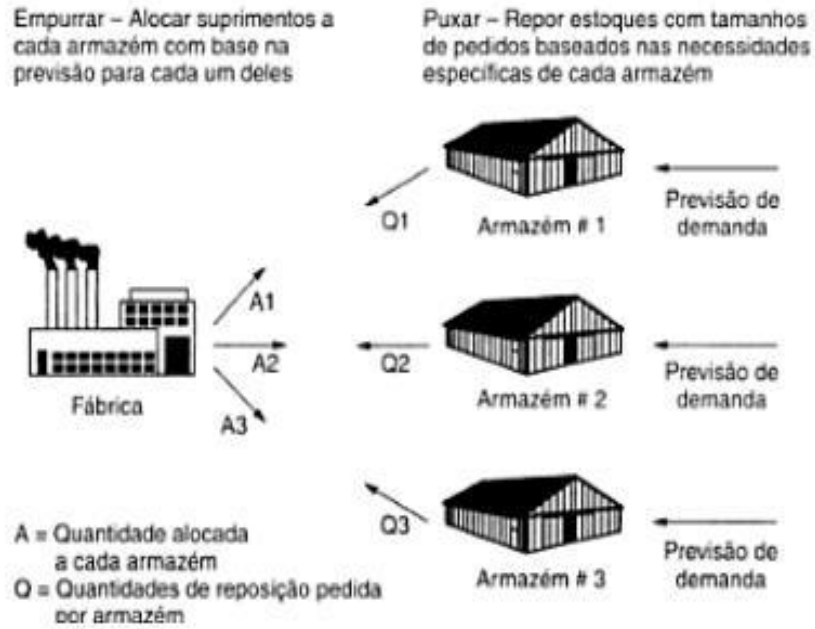 Empurrar – Alocar suprimentos a
cada armazém com base na
previsão para cada um deles
Puxar – Repor estoques com tamanhos
de pedidos baseados nas necessidades
específicas de cada armazém
Q1
Armazém # 1
Previsão de
demanda
A1
A2
A3
Fábrica
Q2
Armazém # 2
Previsão de
demanda
Q3
Armazém # 3
Previsão de
demanda
A = Quantidade alocada
a cada armazém
Q = Quantidades de reposição pedida
por armazém